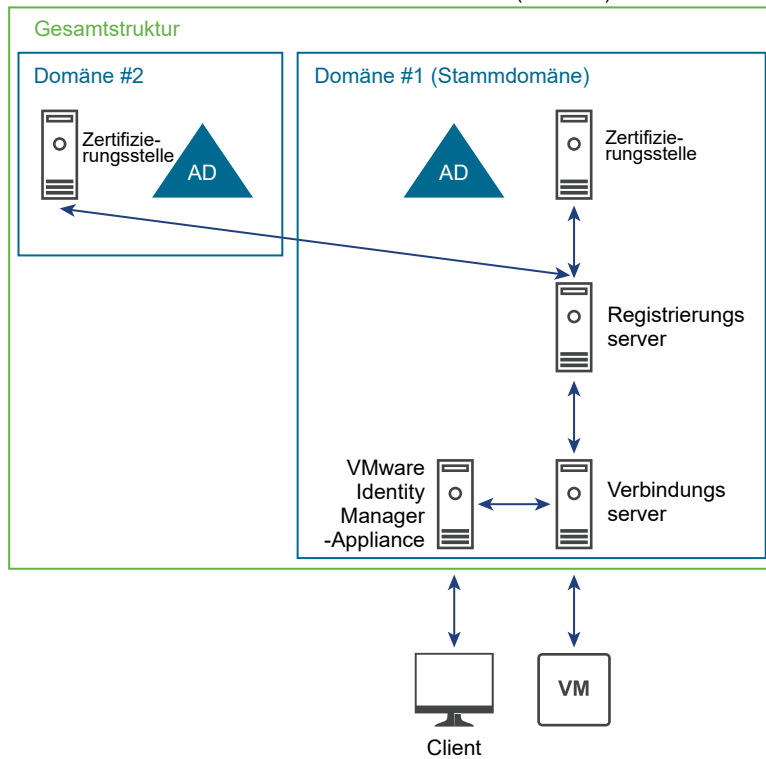 Gesamtstruktur
Domäne #2
Zertifizie-
rungsstelle
AD
Domäne #1 (Stammdomäne)
AD
Zertifizie-
rungsstelle
Registrierungs
server
VMware
Identity
Manager
-Appliance
Verbindungs
server
Client
VM